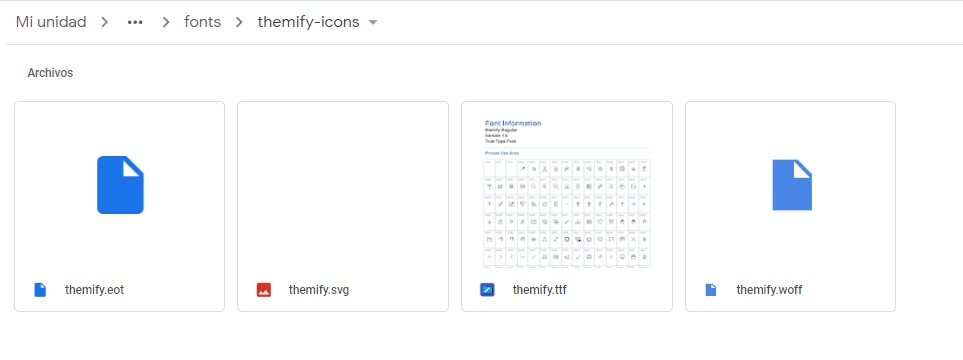 Mi unidad > ••• > fonts > themify-icons
Archivos
Font Information
themify Regular
Version 1.0
True Type Font
Private Use Area
themify.eot
themify.svg
themify.ttf
themify.woff